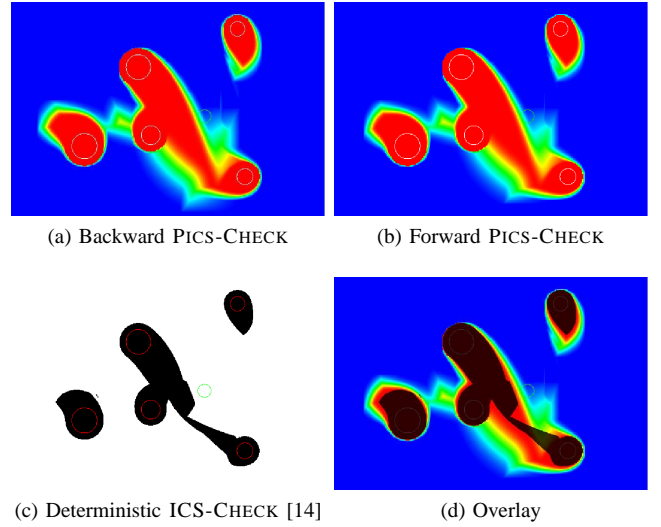 (a) Backward PICS-CHECK
(b) Forward PICS-CHECK
(c) Deterministic ICS-CHECK [14]
(d) Overlay